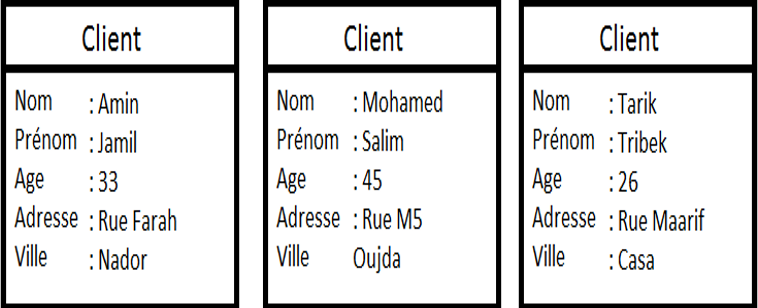 Client
Nom : Amin
Prénom : Jamil
Age : 33
Adresse : Rue Farah
Ville : Nador
Client
Nom : Mohamed
Prénom : Salim
Age : 45
Adresse : Rue M5
Ville Oujda
Client
Nom : Tarik
Prénom : Tribek
Age : 26
Adresse : Rue Maarif
Ville : Casa